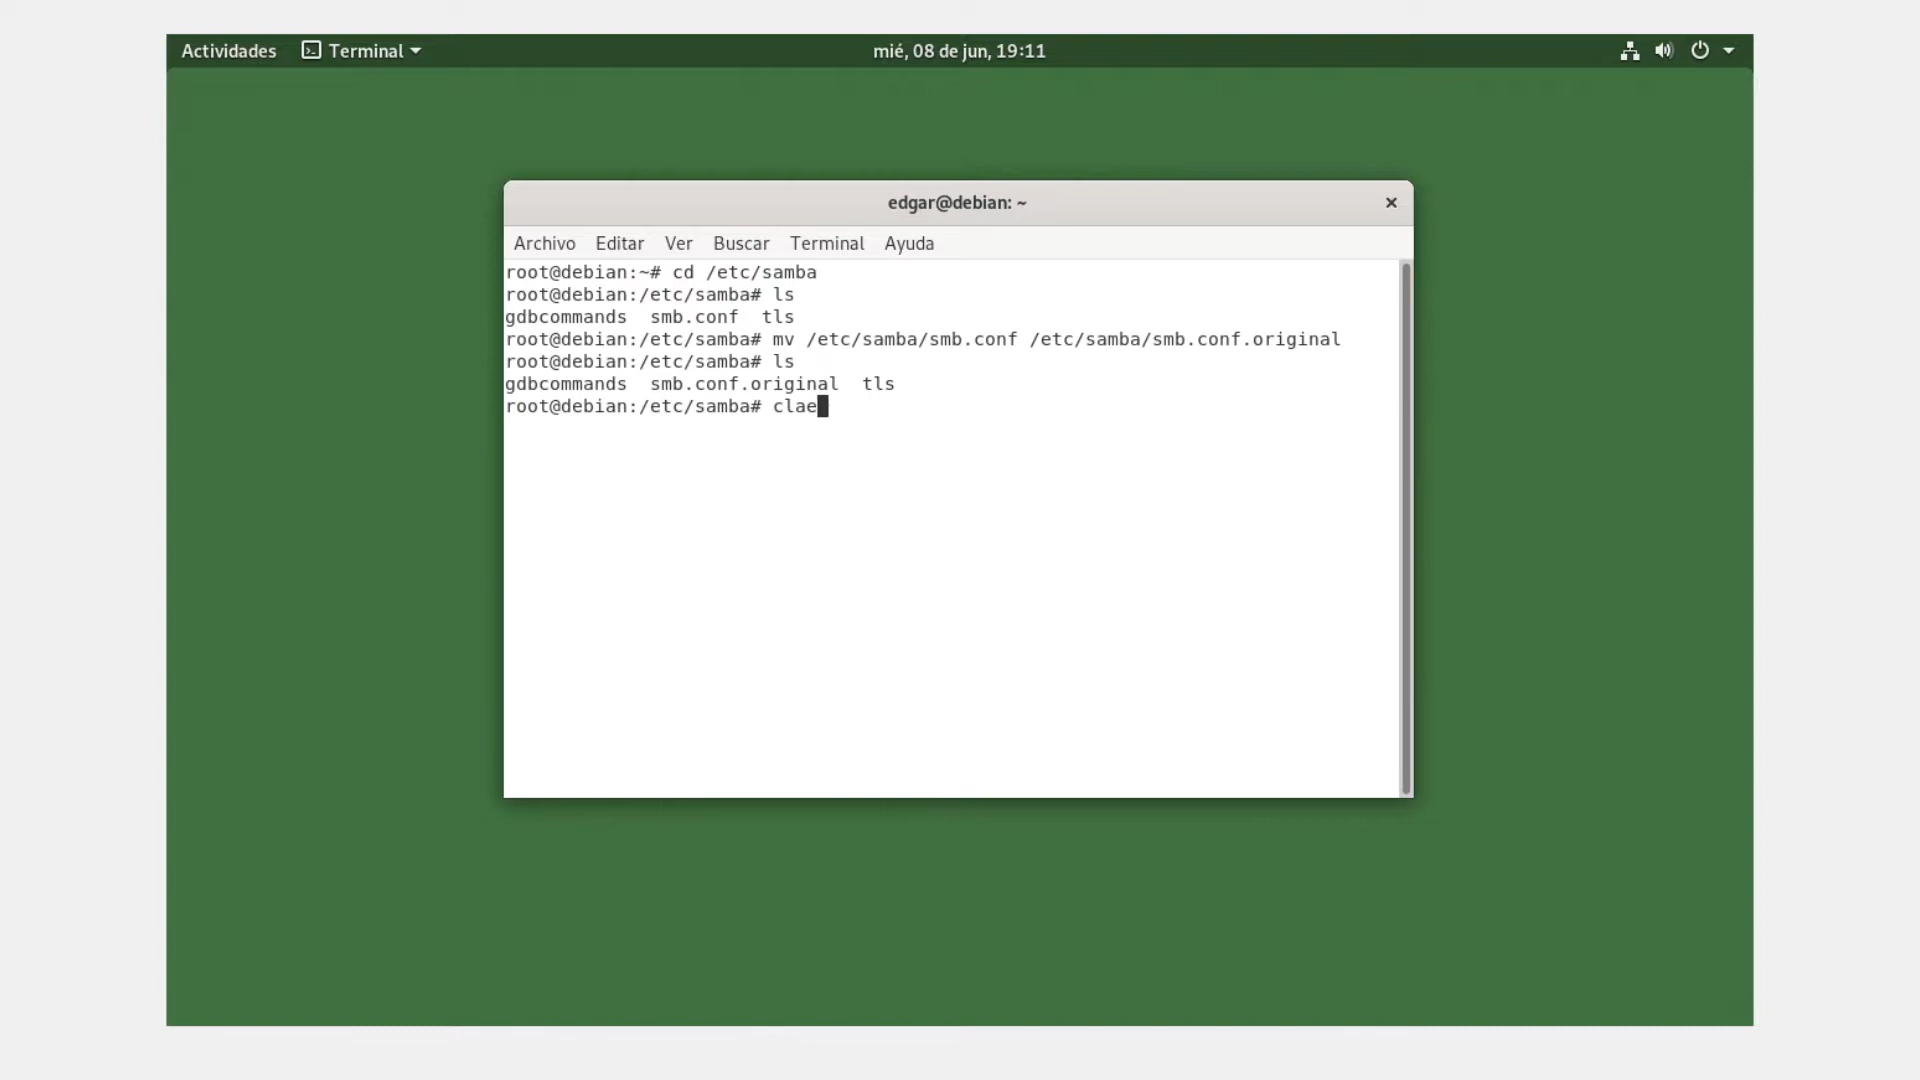 Actividades Terminal mié, 08 de jun, 19:11
edgar@debian: ~
Archivo Editar Ver Buscar Terminal Ayuda
root@debian:~# cd /etc/samba
root@debian:/etc/samba# ls
gdbcommands  smb.conf  tls
root@debian:/etc/samba# mv /etc/samba/smb.conf /etc/samba/smb.conf.original
root@debian:/etc/samba# ls
gdbcommands  smb.conf.original  tls
root@debian:/etc/samba# clae